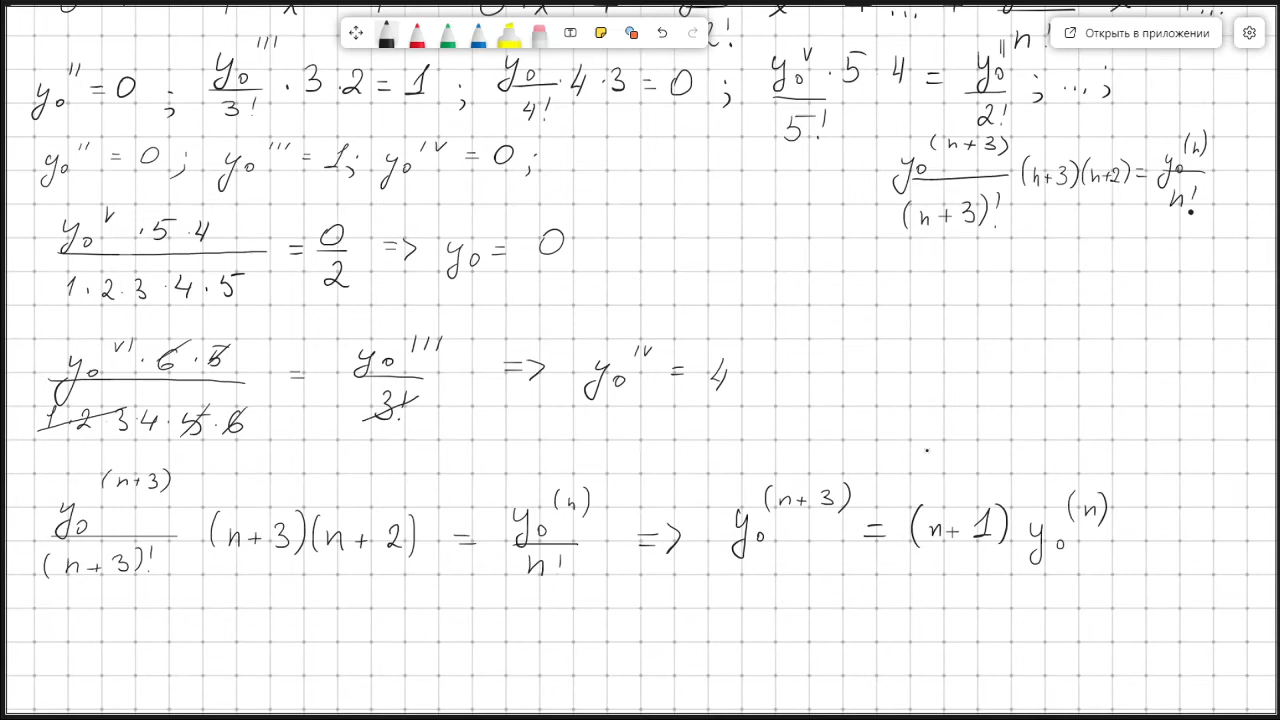 Открыть в приложении
y₀'' = 0 ; y₀'''/3! · 3 · 2 = 1 ; y₀/4! · 4 · 3 = 0 ; y₀ⱽ/5! · 5 · 4 = y₀''/2! ; ... ;
y₀'' = 0 ; y₀''' = 1; y₀ᴵⱽ = 0 ;
y₀⁽ⁿ⁺³⁾/(n+3)! (n+3)(n+2) = y₀⁽ⁿ⁾/n!
y₀ⱽ · 5 · 4 / 1 · 2 · 3 · 4 · 5 = 0/2 => y₀ = 0
y₀ⱽᴵ · 6 · 5 / 1 · 2 · 3 · 4 · 5 · 6 = y₀'''/3! => y₀ᴵⱽ = 4
y₀⁽ⁿ⁺³⁾/(n+3)! (n+3)(n+2) = y₀⁽ⁿ⁾/n! => y₀⁽ⁿ⁺³⁾ = (n+1) y₀⁽ⁿ⁾